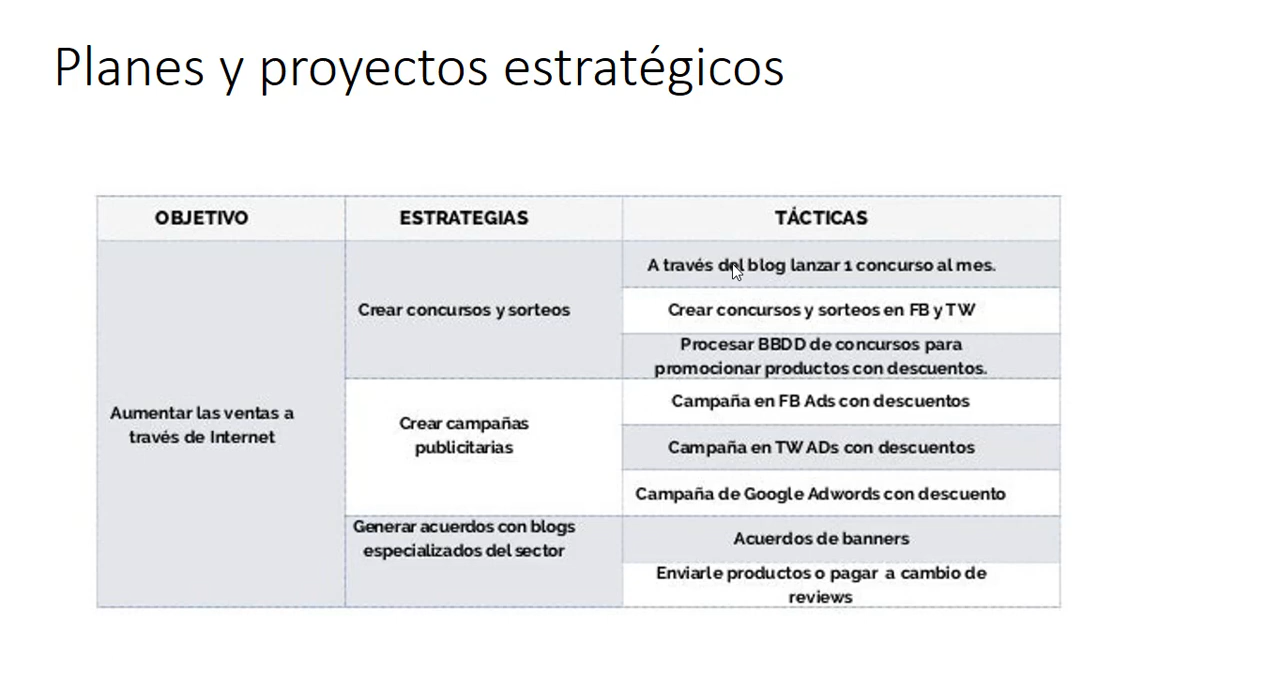 Planes y proyectos estratégicos
OBJETIVO
ESTRATEGIAS
TÁCTICAS
Aumentar las ventas a
través de Internet
Crear concursos y sorteos
A través del blog lanzar 1 concurso al mes.
Crear concursos y sorteos en FB y TW
Procesar BBDD de concursos para
promocionar productos con descuentos.
Crear campañas
publicitarias
Campaña en FB Ads con descuentos
Campaña en TW ADs con descuentos
Campaña de Google Adwords con descuento
Generar acuerdos con blogs
especializados del sector
Acuerdos de banners
Enviarle productos o pagar a cambio de
reviews